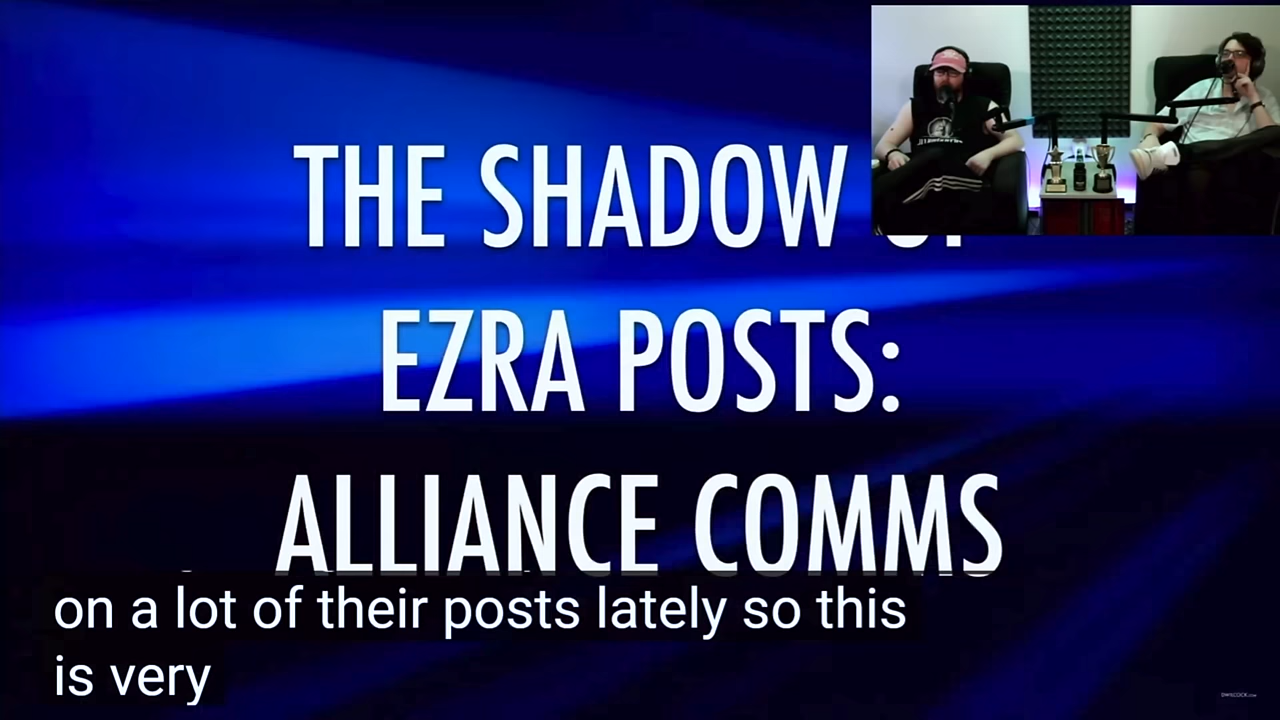 THE SHADOW
EZRA POSTS:
ALLIANCE COMMS
on a lot of their posts lately so this
is very